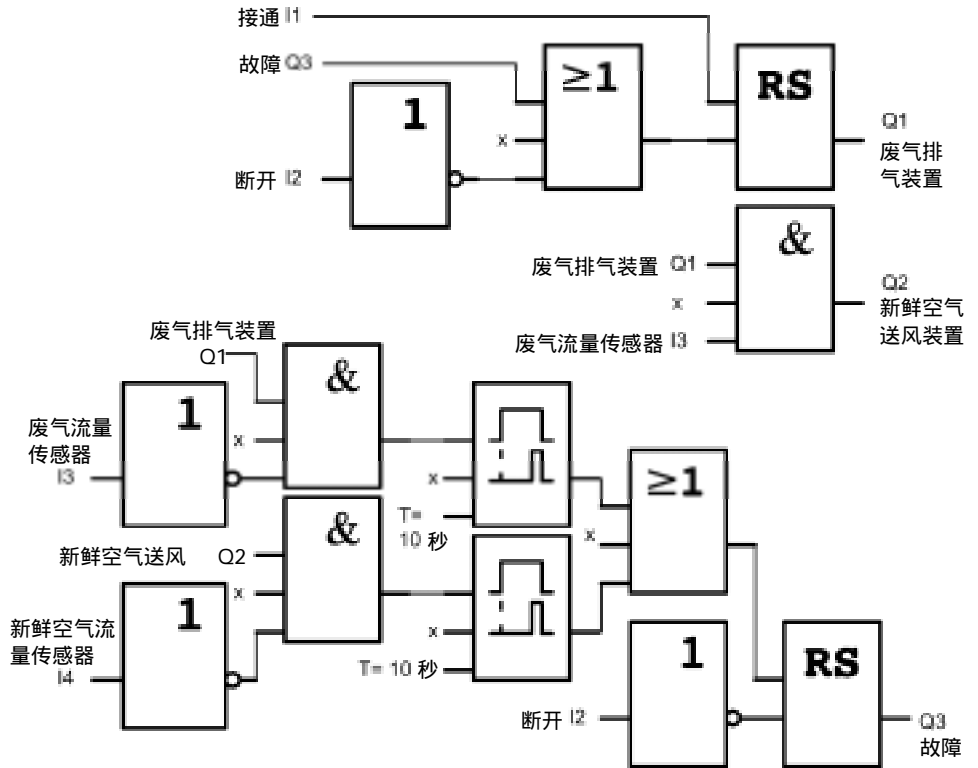 接通 I1
故障 Q3
≥1
RS
1
x
Q1
废气排
气装置
断开 I2
&
废气排气装置 Q1
x
Q2
新鲜空气
送风装置
废气流量传感器 I3
废气排气装置
Q1
&
1
废气流量
传感器
x
I3
x
≥1
T=
10 秒
&
新鲜空气送风 Q2
x
1
x
新鲜空气流
量传感器
x
I4
T= 10 秒
1
RS
断开 I2
Q3
故障